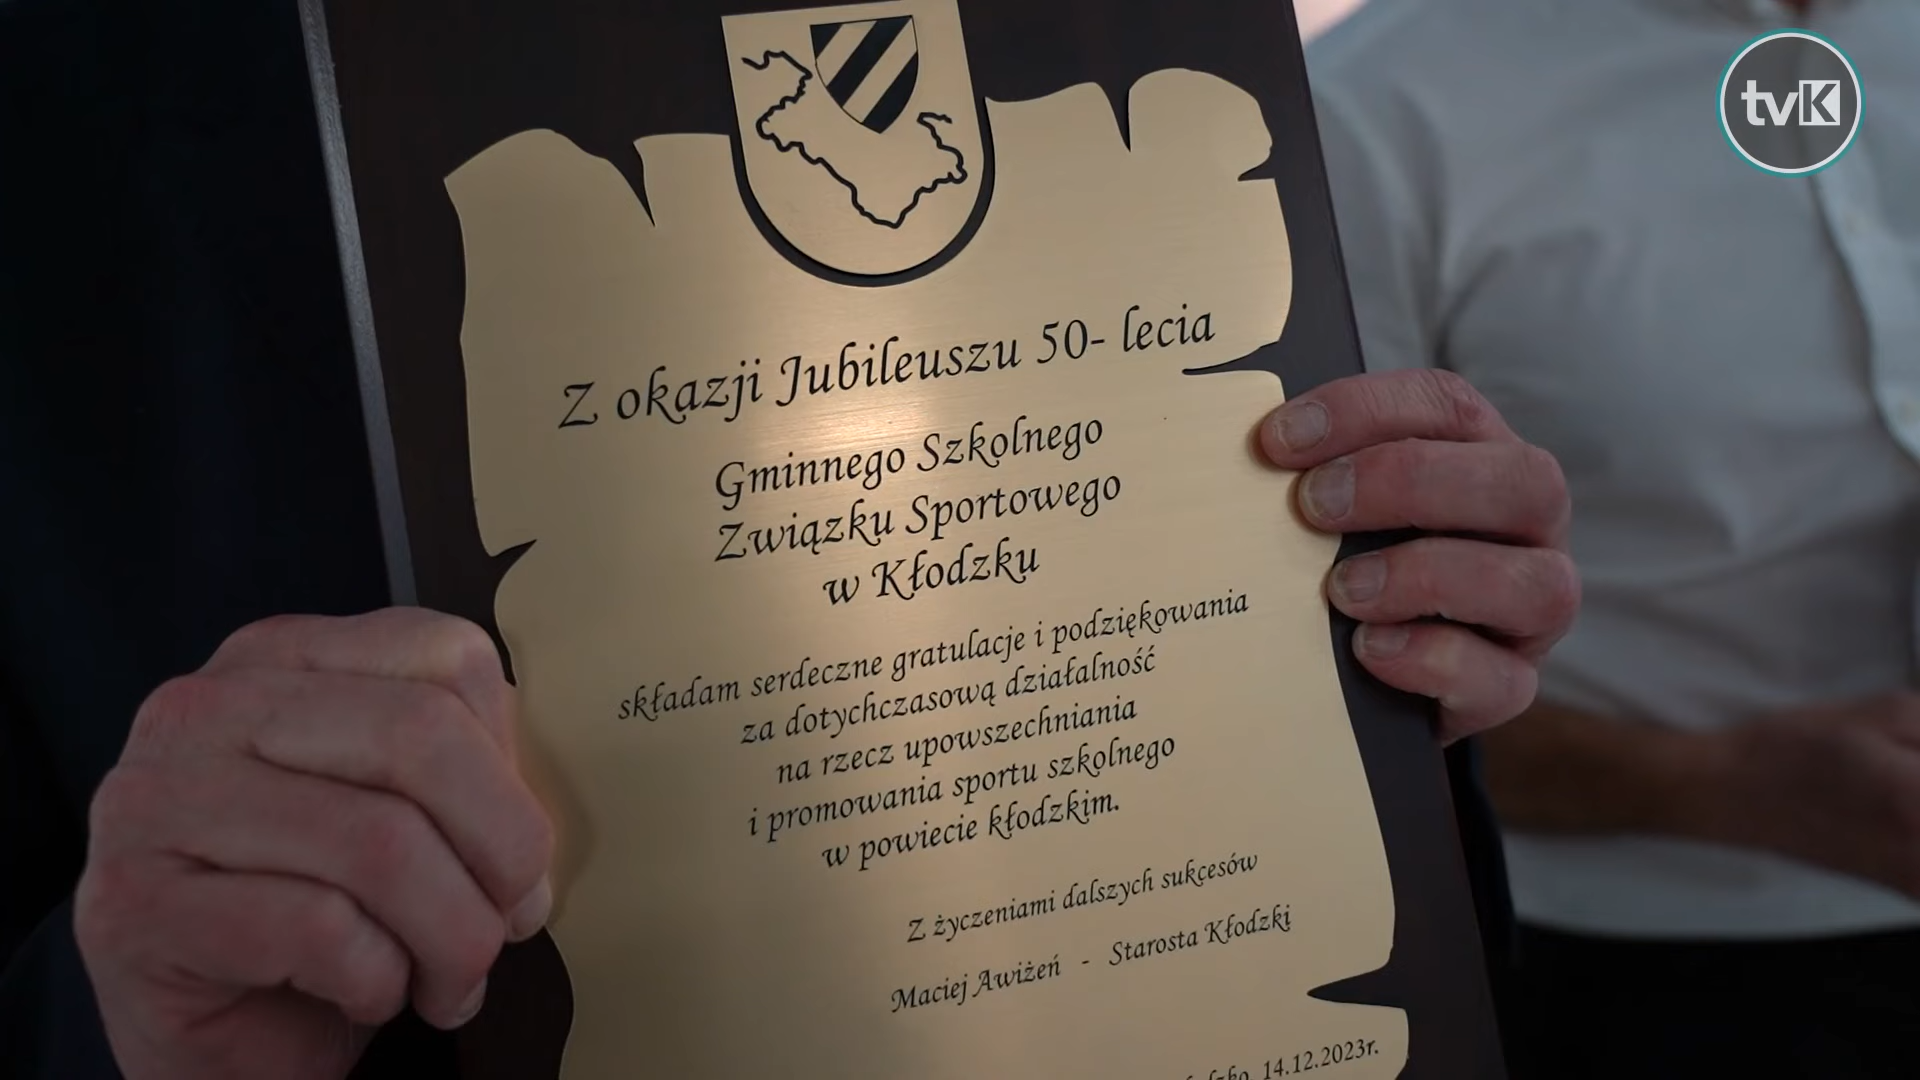 tvK
Z okazji Jubileuszu 50- lecia
Gminnego Szkolnego
Związku Sportowego
w Kłodzku
składam serdeczne gratulacje i podziękowania
za dotychczasową działalność
na rzecz upowszechniania
i promowania sportu szkolnego
w powiecie kłodzkim.
Z życzeniami dalszych sukcesów
Maciej Awiżeń - Starosta Kłodzki
14.12.2023r.